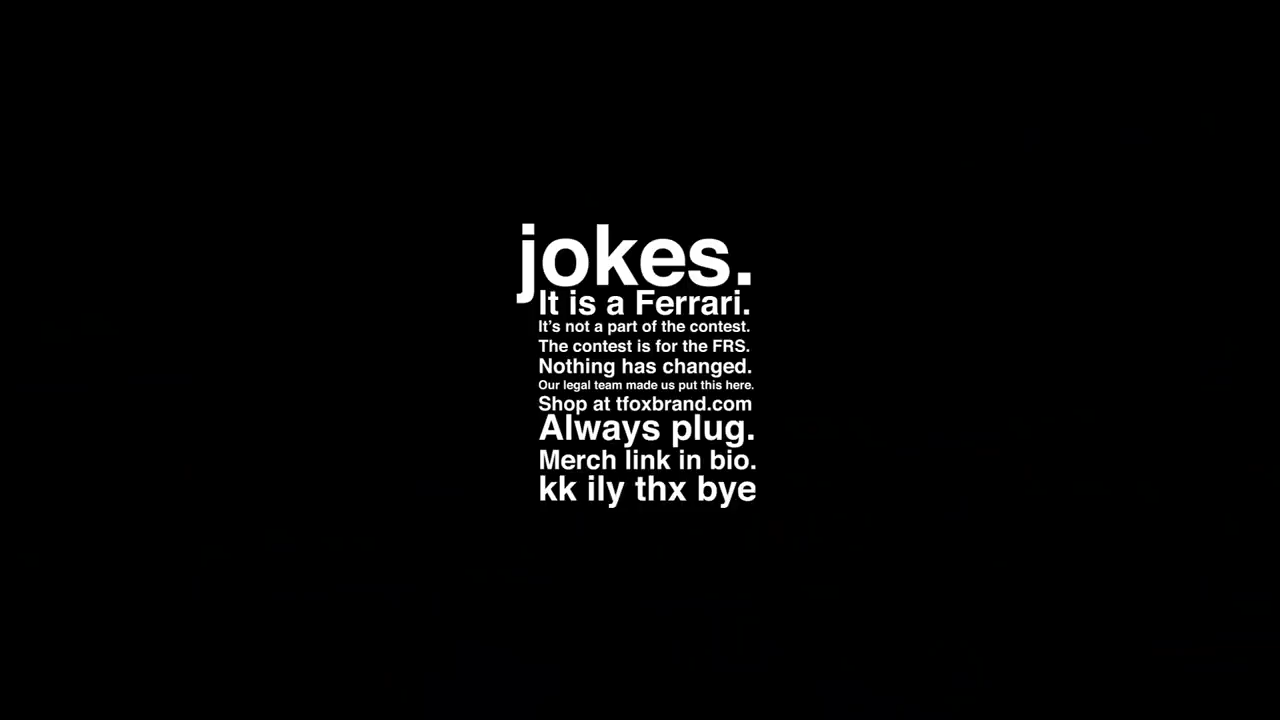 jokes.
It is a Ferrari.
It's not a part of the contest.
The contest is for the FRS.
Nothing has changed.
Our legal team made us put this here.
Shop at tfoxbrand.com
Always plug.
Merch link in bio.
kk ily thx bye